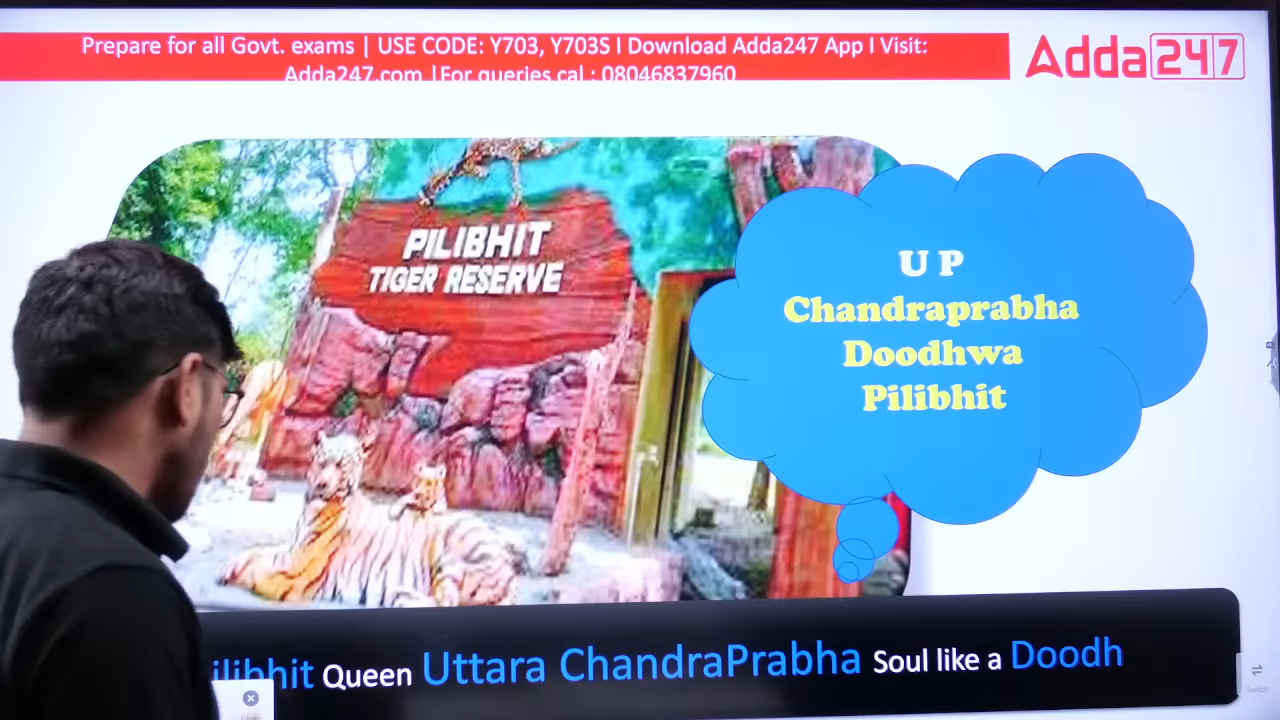 Prepare for all Govt. exams | USE CODE: Y703, Y703S I Download Adda247 App I Visit:
Adda247.com |For queries cal : 08046837960
Adda247
PILIBHIT
TIGER RESERVE
U P
Chandraprabha
Doodhwa
Pilibhit
ilibhit Queen Uttara ChandraPrabha Soul like a Doodh
Switch